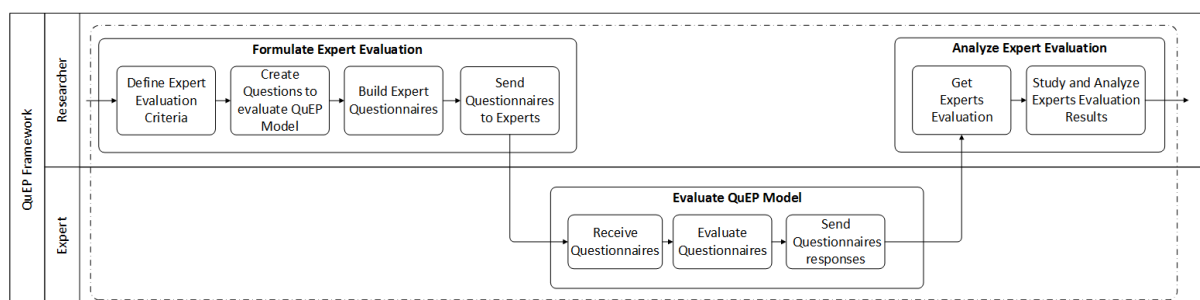 QuEP Framework
Researcher
Formulate Expert Evaluation
Define Expert
Evaluation
Criteria
Create
Questions to
evaluate QuEP
Model
Build Expert
Questionnaires
Send
Questionnaires
to Experts
Analyze Expert Evaluation
Get
Experts
Evaluation
Study and Analyze
Experts Evaluation
Results
Expert
Evaluate QuEP Model
Receive
Questionnaires
Evaluate
Questionnaires
Send
Questionnaires
responses